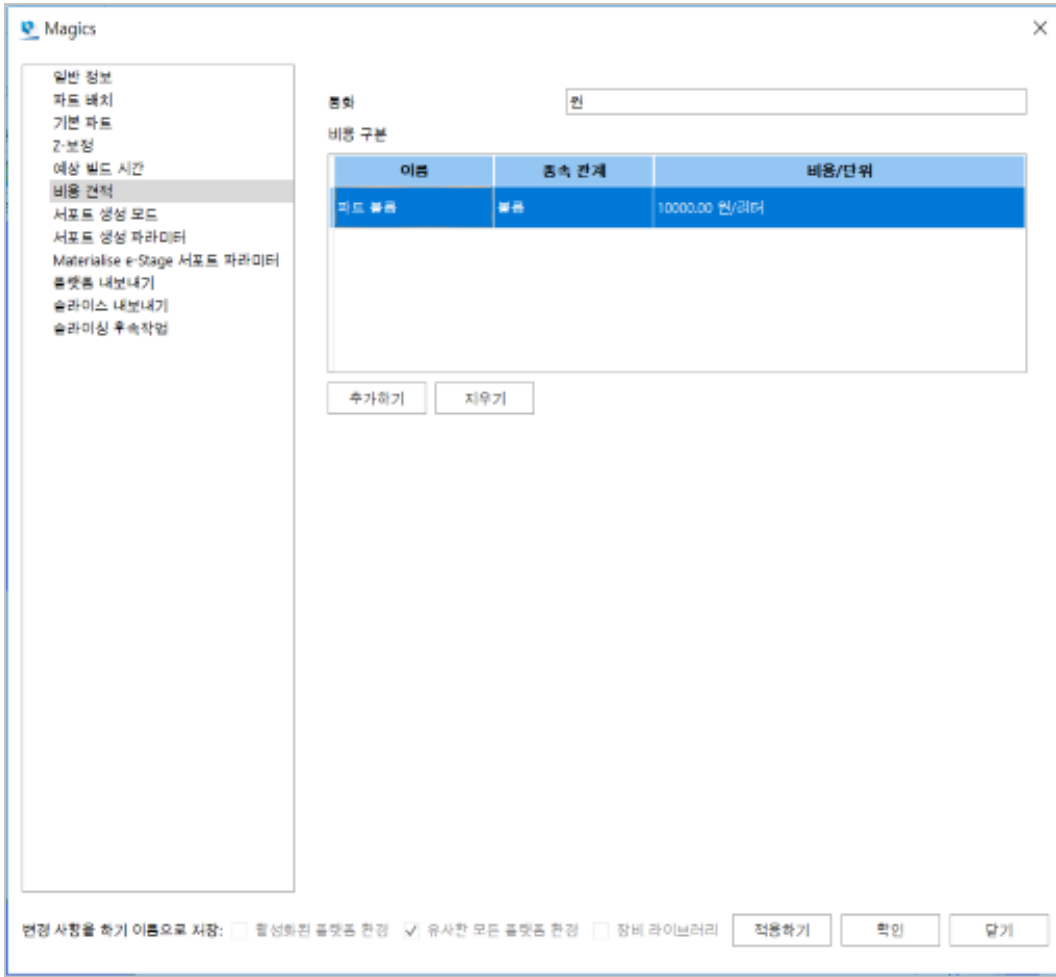 Magics
일반 정보
파트 배치
기본 파트
Z-보정
예상 빌드 시간
비용 견적
서포트 생성 모드
서포트 생성 파라미터
Materialise e-Stage 서포트 파라미터
플랫폼 내보내기
슬라이스 내보내기
슬라이싱 후속작업
통화 원
비용 구분
이름 종속 관계 비용/단위
파트 볼륨 볼륨 10000.00 원/리터
추가하기 지우기
변경 사항을 하기 이름으로 저장: 활성화된 플랫폼 환경 유사한 모든 플랫폼 환경 장비 라이브러리 적용하기 확인 닫기